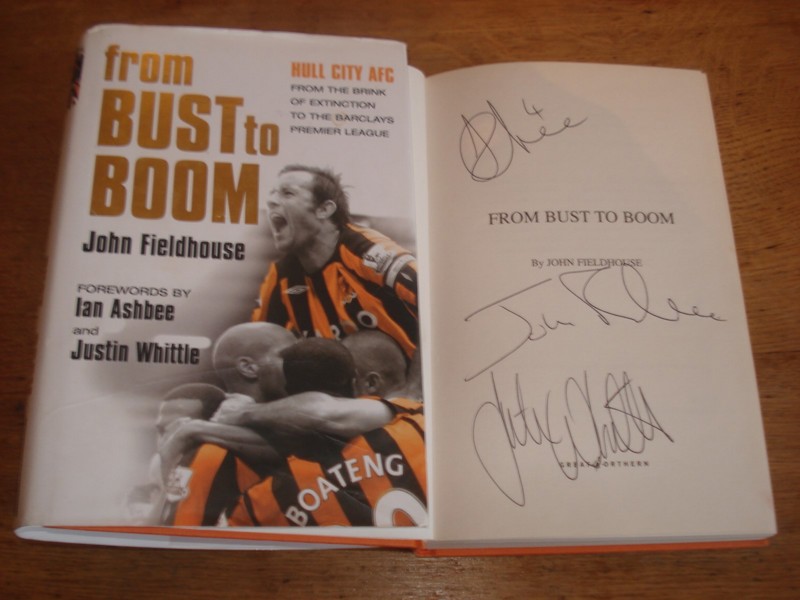 from
BUST to
BOOM
HULL CITY AFC
FROM THE BRINK
OF EXTINCTION
TO THE BARCLAYS
PREMIER LEAGUE
John Fieldhouse
FOREWORDS BY
Ian Ashbee
and
Justin Whittle
BOATENG
4
FROM BUST TO BOOM
By JOHN FIELDHOUSE
GREAT NORTHERN